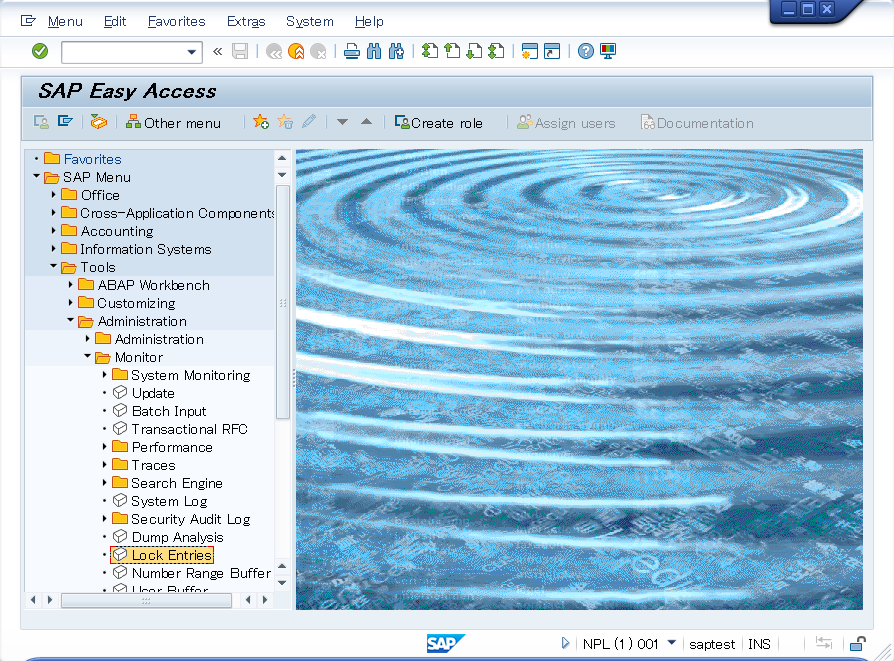 Menu Edit Favorites Extras System Help
SAP Easy Access
Other menu Create role Assign users Documentation
Favorites
SAP Menu
Office
Cross-Application Components
Accounting
Information Systems
Tools
ABAP Workbench
Customizing
Administration
Administration
Monitor
System Monitoring
Update
Batch Input
Transactional RFC
Performance
Traces
Search Engine
System Log
Security Audit Log
Dump Analysis
Lock Entries
Number Range Buffer
User Buffer
SAP NPL (1) 001 saptest INS